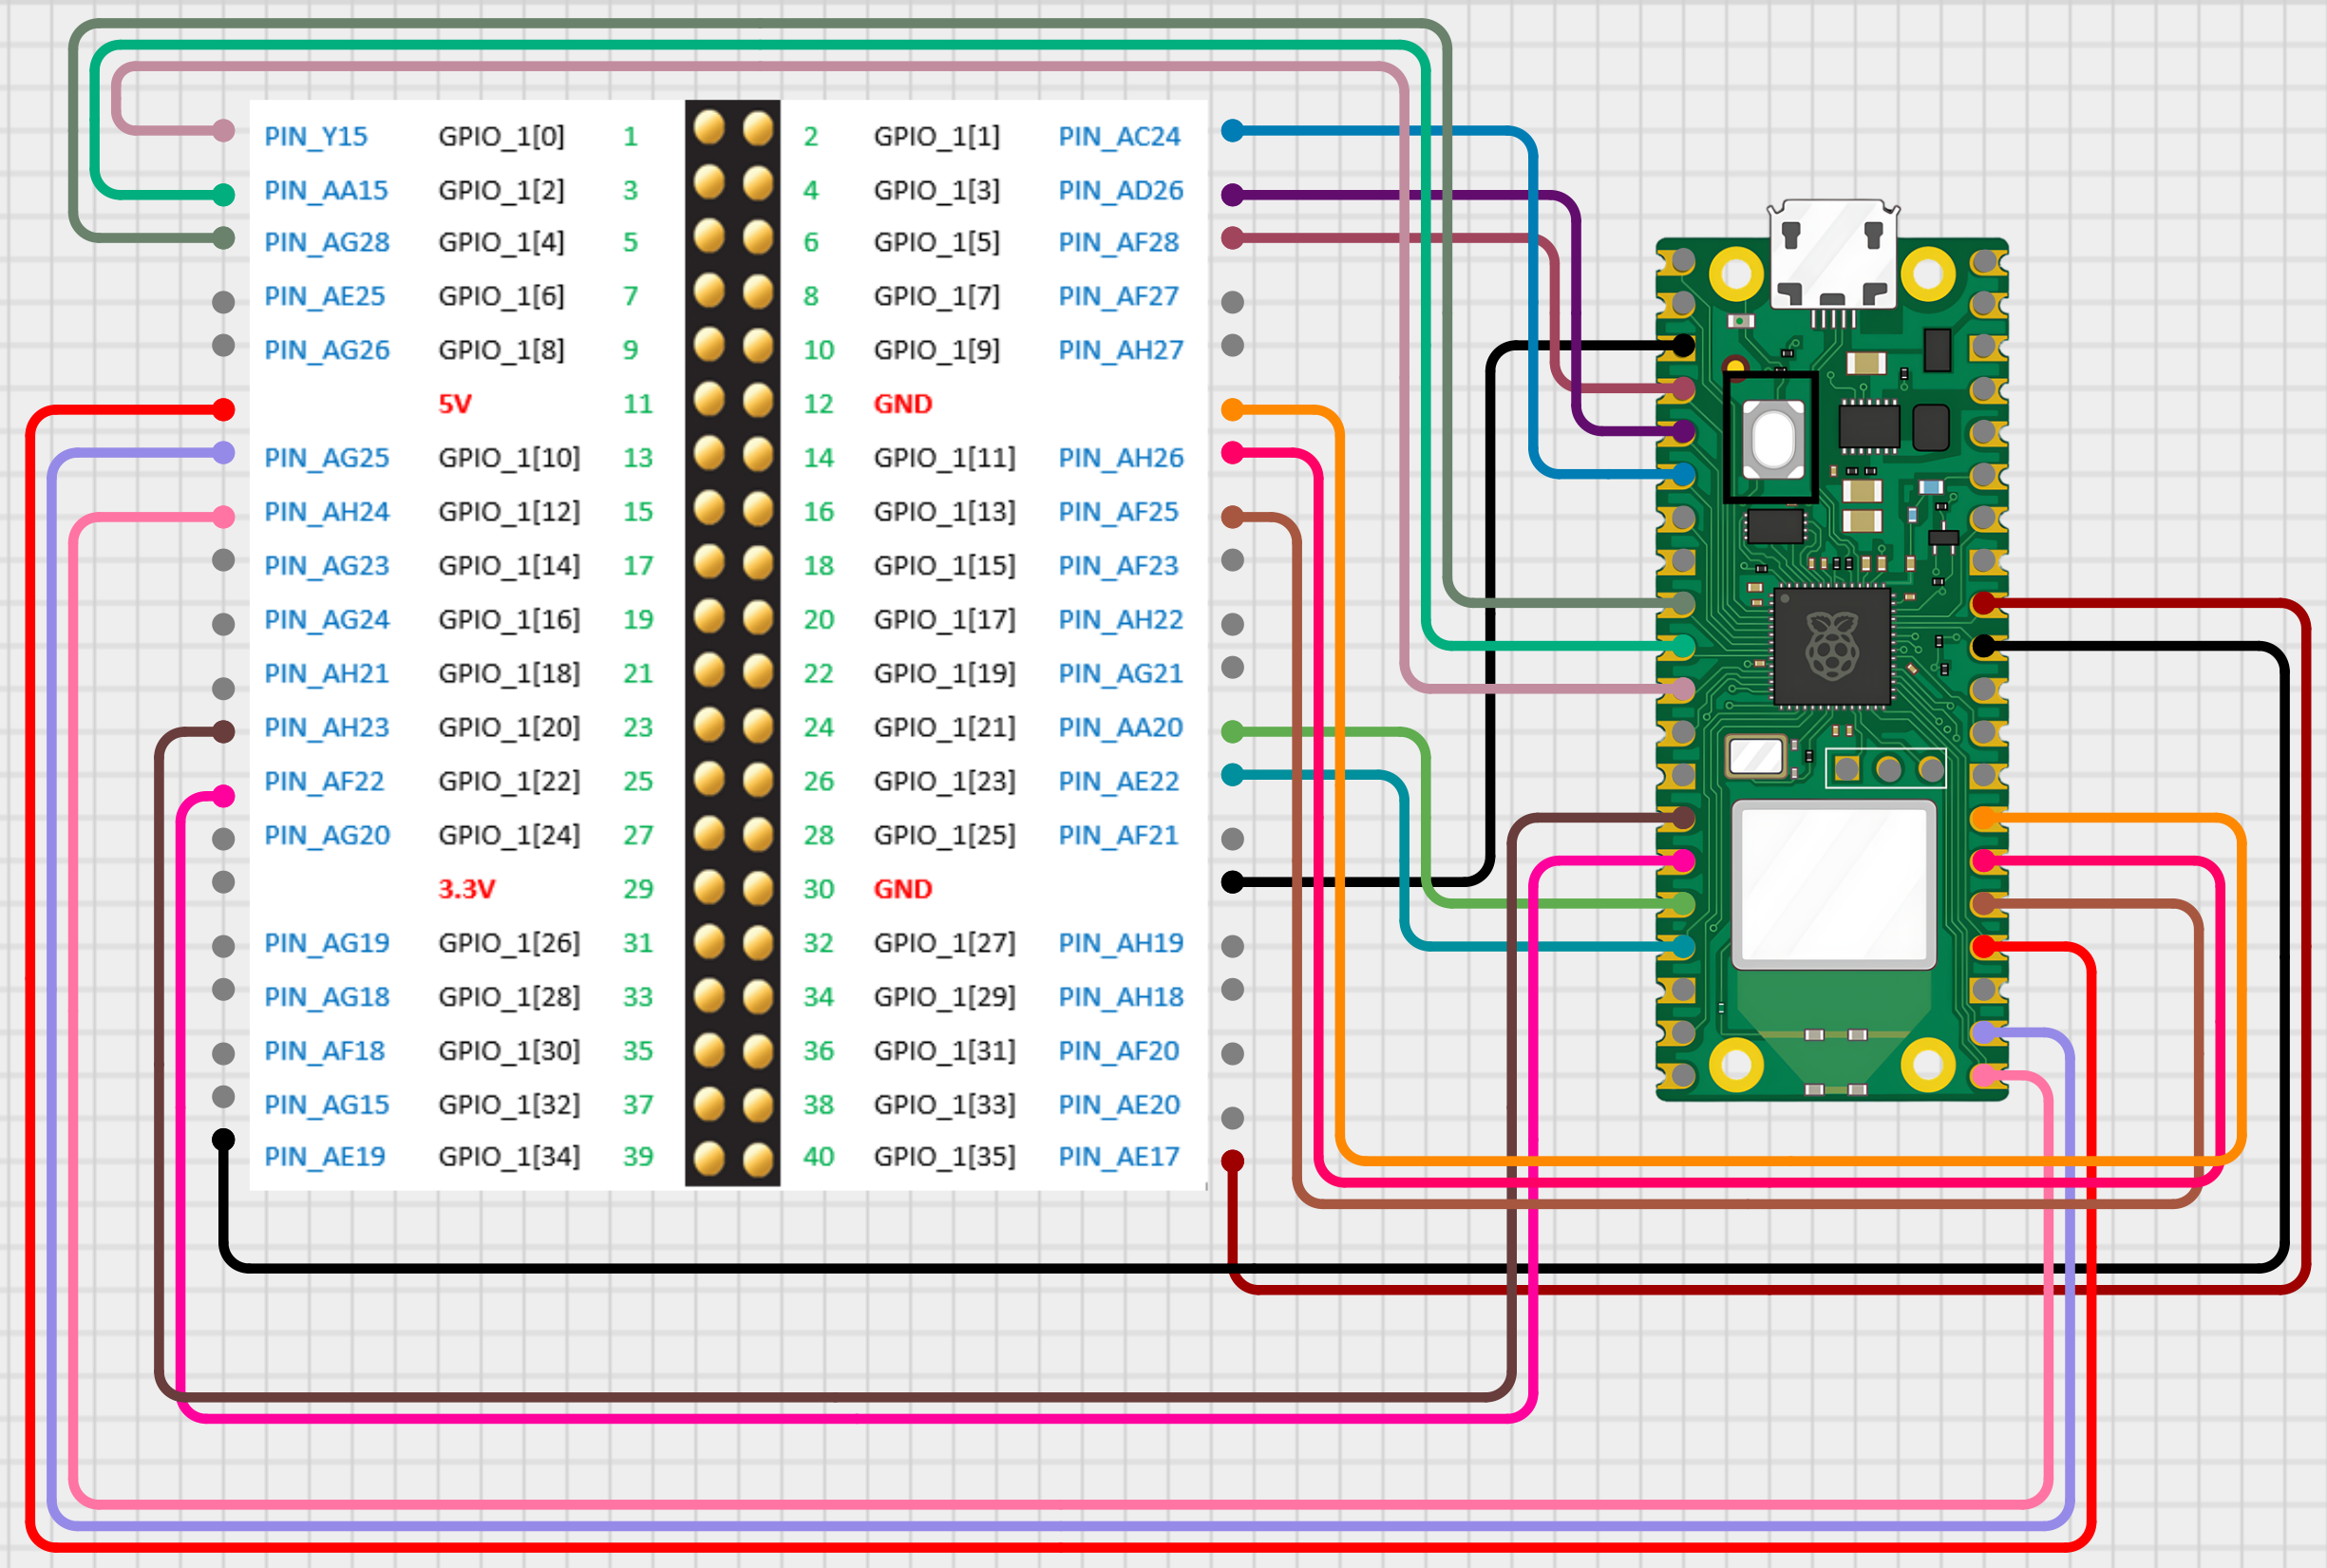 PIN_Y15 GPIO_1[0] 1 2 GPIO_1[1] PIN_AC24
PIN_AA15 GPIO_1[2] 3 4 GPIO_1[3] PIN_AD26
PIN_AG28 GPIO_1[4] 5 6 GPIO_1[5] PIN_AF28
PIN_AE25 GPIO_1[6] 7 8 GPIO_1[7] PIN_AF27
PIN_AG26 GPIO_1[8] 9 10 GPIO_1[9] PIN_AH27
5V 11 12 GND
PIN_AG25 GPIO_1[10] 13 14 GPIO_1[11] PIN_AH26
PIN_AH24 GPIO_1[12] 15 16 GPIO_1[13] PIN_AF25
PIN_AG23 GPIO_1[14] 17 18 GPIO_1[15] PIN_AF23
PIN_AG24 GPIO_1[16] 19 20 GPIO_1[17] PIN_AH22
PIN_AH21 GPIO_1[18] 21 22 GPIO_1[19] PIN_AG21
PIN_AH23 GPIO_1[20] 23 24 GPIO_1[21] PIN_AA20
PIN_AF22 GPIO_1[22] 25 26 GPIO_1[23] PIN_AE22
PIN_AG20 GPIO_1[24] 27 28 GPIO_1[25] PIN_AF21
3.3V 29 30 GND
PIN_AG19 GPIO_1[26] 31 32 GPIO_1[27] PIN_AH19
PIN_AG18 GPIO_1[28] 33 34 GPIO_1[29] PIN_AH18
PIN_AF18 GPIO_1[30] 35 36 GPIO_1[31] PIN_AF20
PIN_AG15 GPIO_1[32] 37 38 GPIO_1[33] PIN_AE20
PIN_AE19 GPIO_1[34] 39 40 GPIO_1[35] PIN_AE17